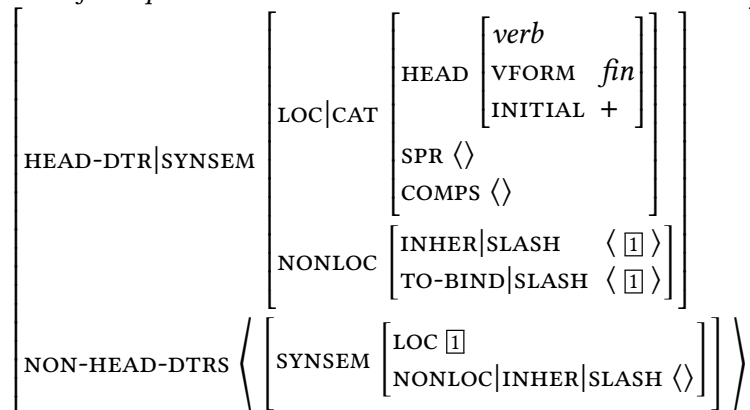 verb
HEAD VFORM fin
INITIAL +
LOC|CAT
HEAD-DTR|SYNSEM
SPR ⟨⟩
COMPS ⟨⟩
INHER|SLASH ⟨ 1 ⟩
NONLOC
TO-BIND|SLASH ⟨ 1 ⟩
LOC 1
NON-HEAD-DTRS ⟨ [SYNSEM
NONLOC|INHER|SLASH ⟨⟩ ] ⟩